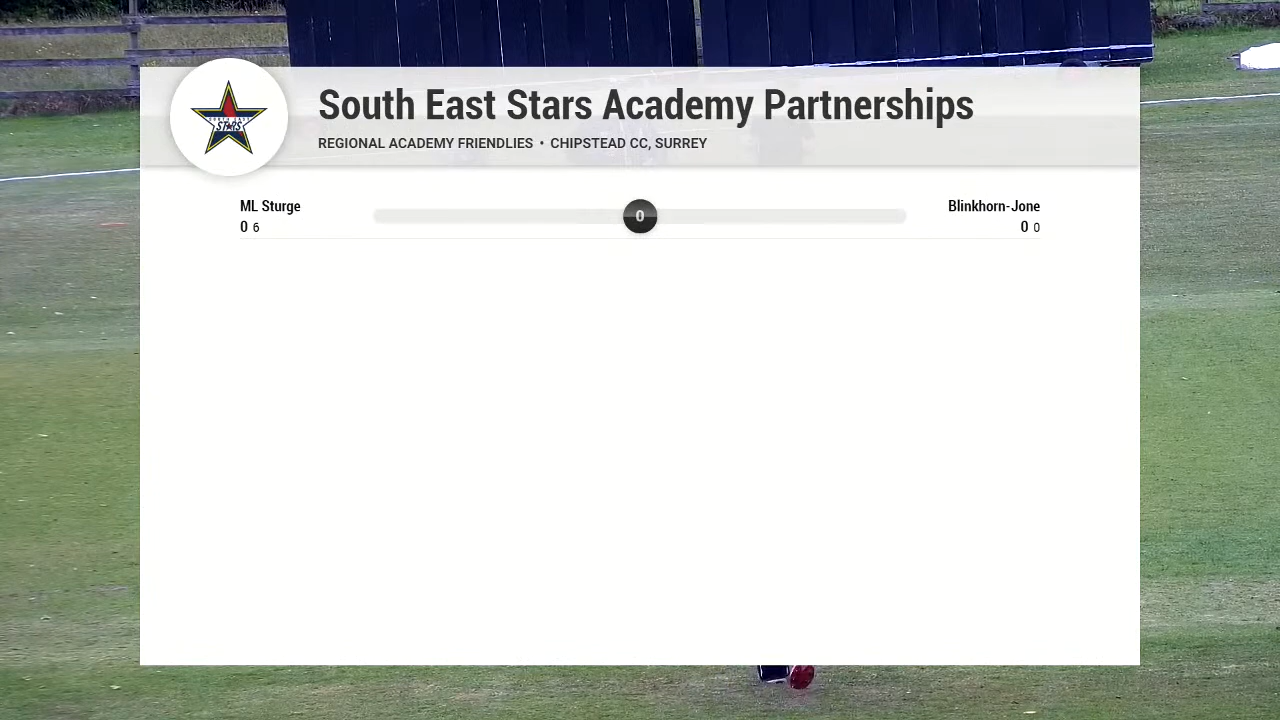 South East Stars Academy Partnerships
REGIONAL ACADEMY FRIENDLIES • CHIPSTEAD CC, SURREY
STARS
ML Sturge
0 6
0
Blinkhorn-Jone
0 0